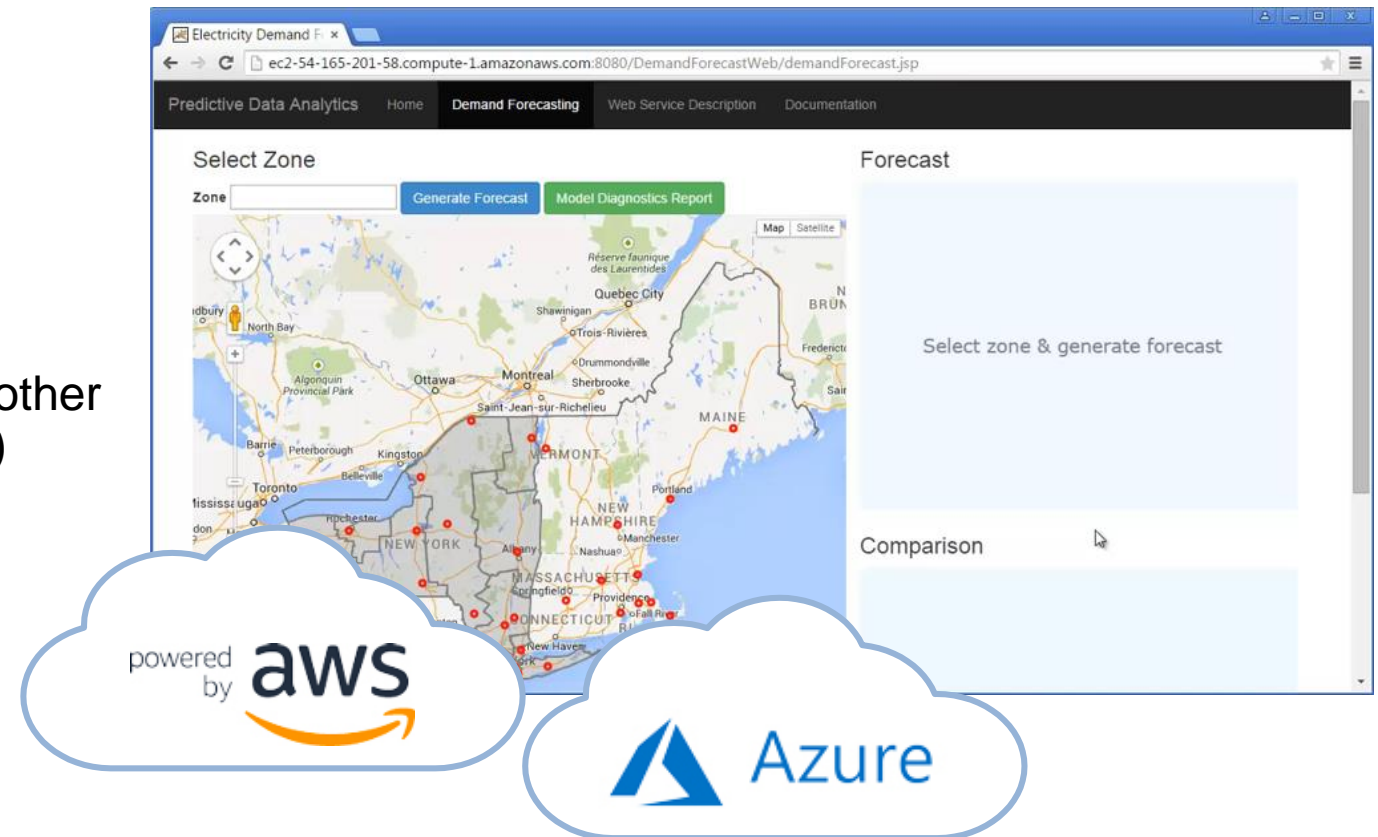 Electricity Demand F
ec2-54-165-201-58.compute-1.amazonaws.com:8080/DemandForecastWeb/demandForecast.jsp
Predictive Data Analytics Home Demand Forecasting Web Service Description Documentation
Select Zone
Zone Generate Forecast Model Diagnostics Report
Map Satellite
Réserve faunique
des Laurentides
Quebec City
Shawinigan
BRUN
North Bay
Trois-Rivières
Fredericto
Drummondville
Algonquin
Provincial Park
Ottawa
Montreal
Sherbrooke
Saint-Jean-sur-Richelieu
MAINE
Barrie
Peterborough
Kingston
VERMONT
Belleville
Toronto
Portland
Mississauga
NEW
HAMPSHIRE
Rochester
Manchester
NEW YORK
Albany
Nashua
MASSACHUSETTS
Springfield
Providence
Fall River
CONNECTICUT
New Haven
Forecast
Select zone & generate forecast
Comparison
other
)
powered
by
aws
Azure